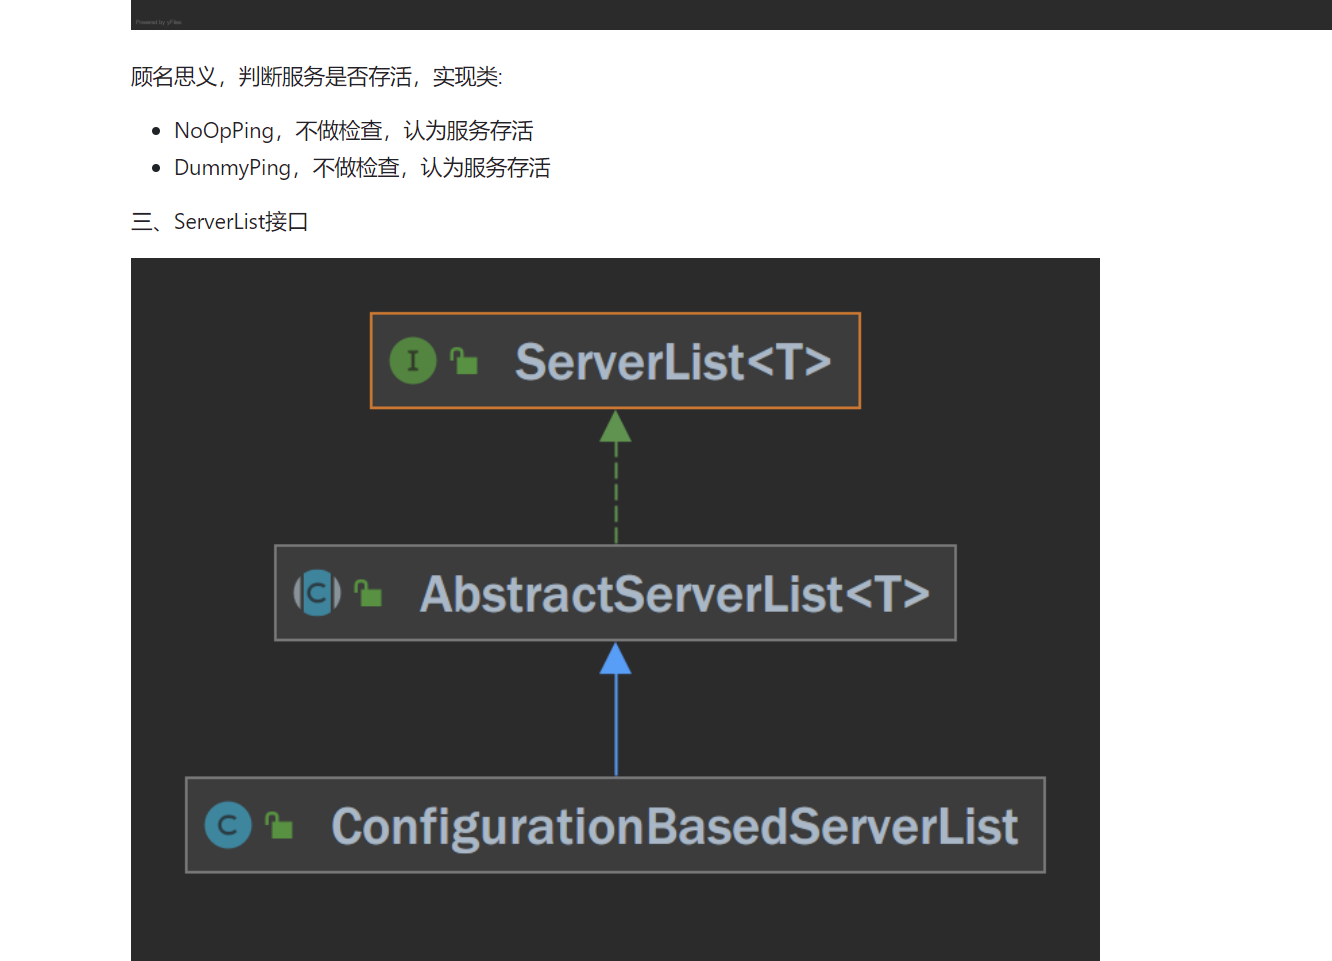 Powered by yFiles
顾名思义，判断服务是否存活，实现类:
NoOpPing，不做检查，认为服务存活
DummyPing，不做检查，认为服务存活
三、ServerList接口
I ServerList<T>
C AbstractServerList<T>
C ConfigurationBasedServerList